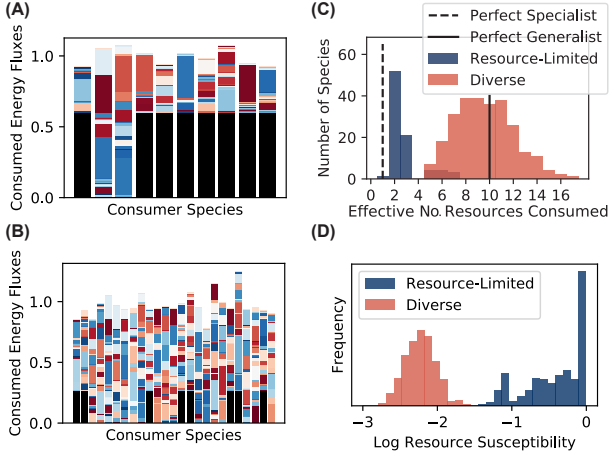 (A)
Consumed Energy Fluxes
1.0
0.5
0.0
Consumer Species
(B)
Consumed Energy Fluxes
1.0
0.5
0.0
Consumer Species
(C)
Perfect Specialist
Perfect Generalist
Resource-Limited
Diverse
Number of Species
60
40
20
0
0 2 4 6 8 10 12 14 16
Effective No. Resources Consumed
(D)
Resource-Limited
Diverse
Frequency
−3 −2 −1 0
Log Resource Susceptibility